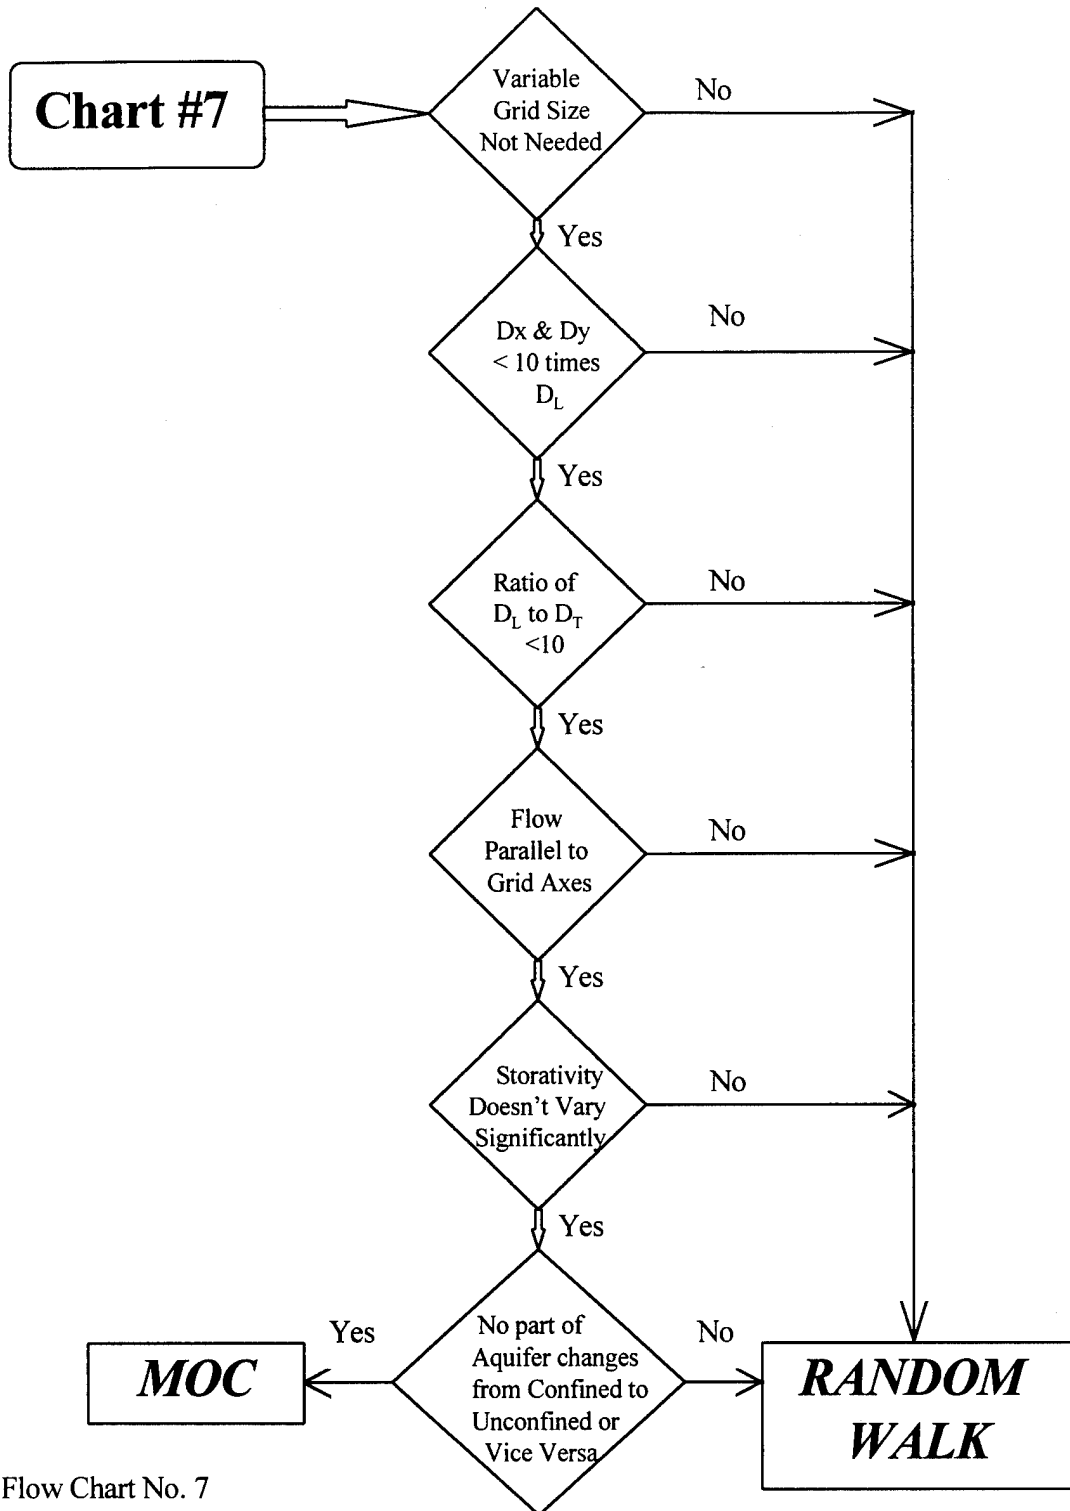 Chart #7
Variable
Grid Size
Not Needed
No
Yes
Dx & Dy
< 10 times
D_L
No
Yes
Ratio of
D_L to D_T
<10
No
Yes
Flow
Parallel to
Grid Axes
No
Yes
Storativity
Doesn't Vary
Significantly
No
Yes
No part of
Aquifer changes
from Confined to
Unconfined or
Vice Versa
Yes
No
MOC
RANDOM
WALK
Flow Chart No. 7